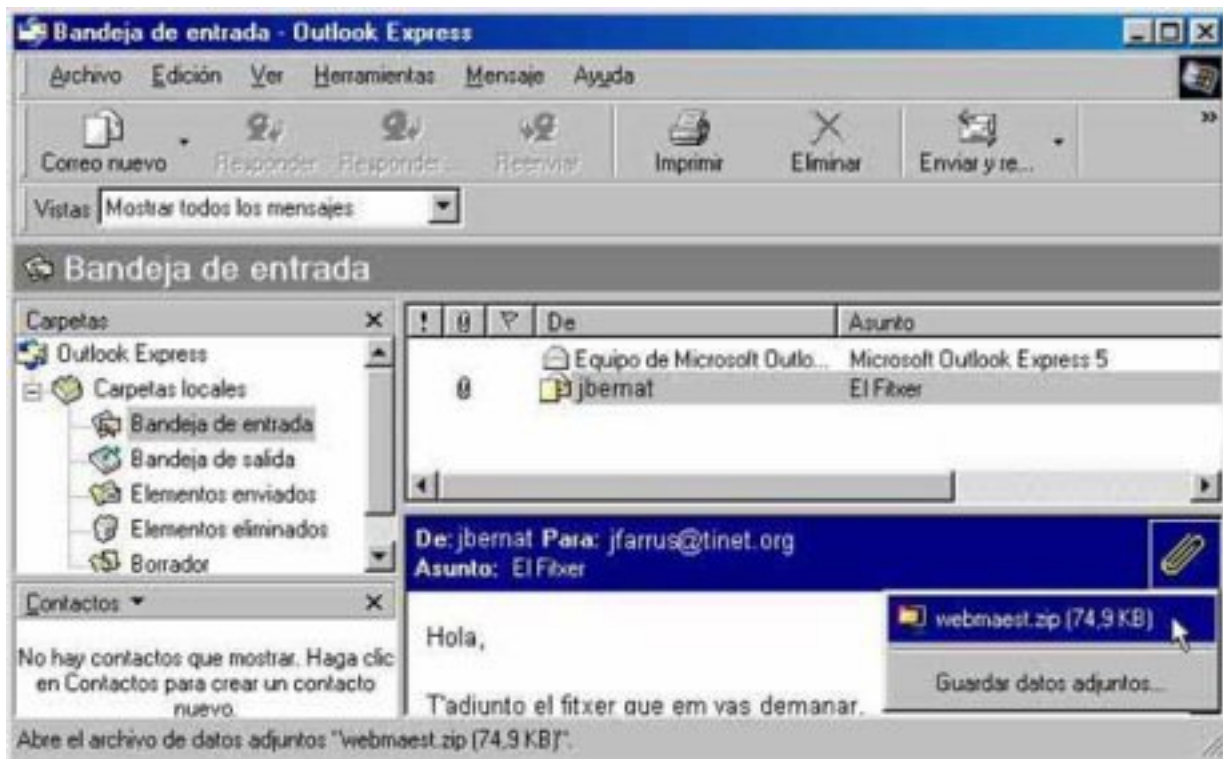 Bandeja de entrada - Outlook Express
Archivo Edición Ver Herramientas Mensaje Ayuda
Correo nuevo Responder Responder... Reenviar Imprimir Eliminar Enviar y re... »
Vistas Mostrar todos los mensajes
Bandeja de entrada
Carpetas
Outlook Express
Carpetas locales
Bandeja de entrada
Bandeja de salida
Elementos enviados
Elementos eliminados
Borrador
Contactos
No hay contactos que mostrar. Haga clic
en Contactos para crear un contacto
nuevo.
! De Asunto
Equipo de Microsoft Outlo... Microsoft Outlook Express 5
jbernat El Fitxer
De: jbernat Para: jfarrus@tinet.org
Asunto: El Fitxer
webmaest.zip (74,9 KB)
Guardar datos adjuntos...
Hola,
T'adjunto el fitxer que em vas demanar.
Abre el archivo de datos adjuntos "webmaest.zip (74,9 KB)".